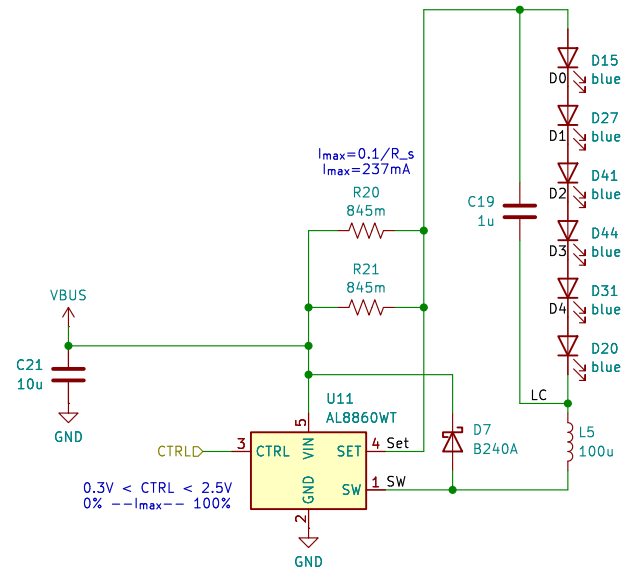 D15
D0
blue
D27
D1
blue
Imax=0.1/R_s
Imax=237mA
D41
D2
blue
R20
845m
C19
1u
D44
D3
blue
R21
845m
D31
D4
blue
VBUS
D20
blue
C21
10u
LC
U11
AL8860WT
GND
5
D7
B240A
L5
100u
CTRL
3
CTRL
VIN
SET
4
Set
GND
SW
1
SW
0.3V < CTRL < 2.5V
0% --Imax-- 100%
2
GND